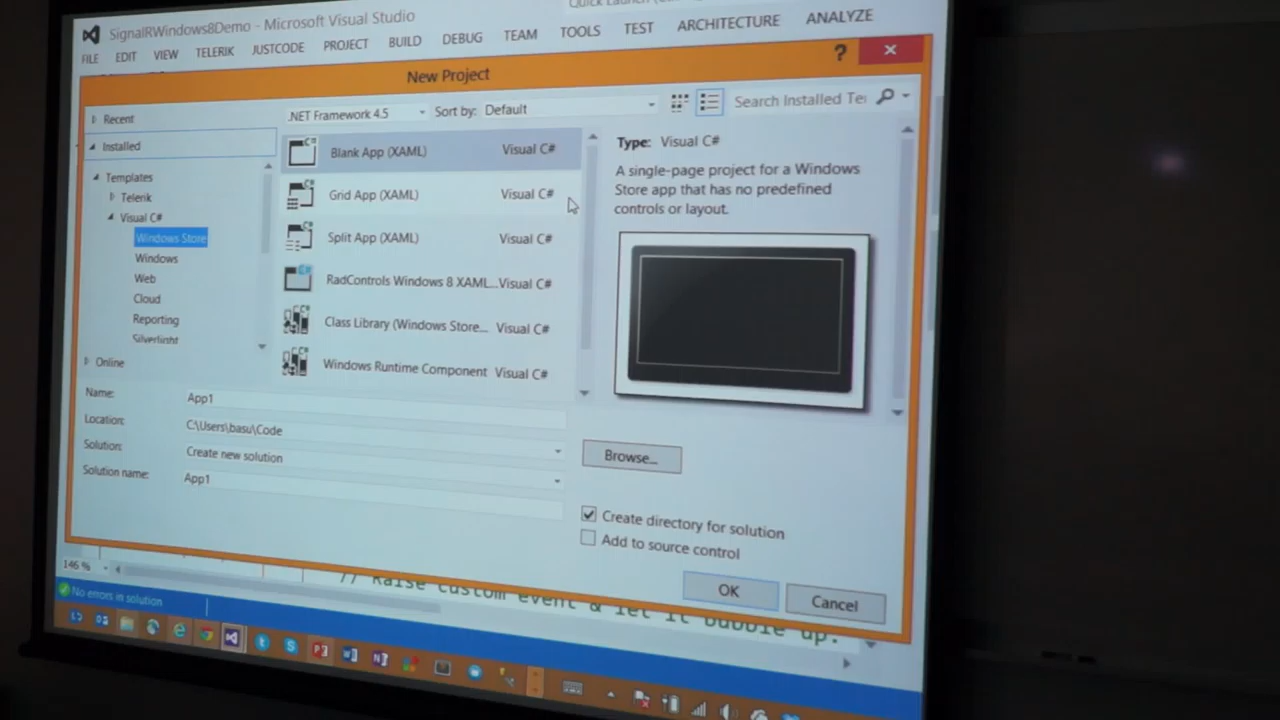 SignalRWindows8Demo - Microsoft Visual Studio
Quick Launch
FILE EDIT VIEW TELERIK JUSTCODE PROJECT BUILD DEBUG TEAM TOOLS TEST ARCHITECTURE ANALYZE
New Project
?
Recent
.NET Framework 4.5
Sort by: Default
Search Installed Te
Installed
Templates
Telerik
Visual C#
Windows Store
Windows
Web
Cloud
Reporting
Silverlight
Online
Blank App (XAML) Visual C#
Grid App (XAML) Visual C#
Split App (XAML) Visual C#
RadControls Windows 8 XAML... Visual C#
Class Library (Windows Store... Visual C#
Windows Runtime Component Visual C#
Type: Visual C#
A single-page project for a Windows
Store app that has no predefined
controls or layout.
Name: App1
Location: C:\Users\basu\Code
Solution: Create new solution
Solution name: App1
Browse...
Create directory for solution
Add to source control
OK
Cancel
146 %
// Raise custom event & let it bubble up.
No errors in solution